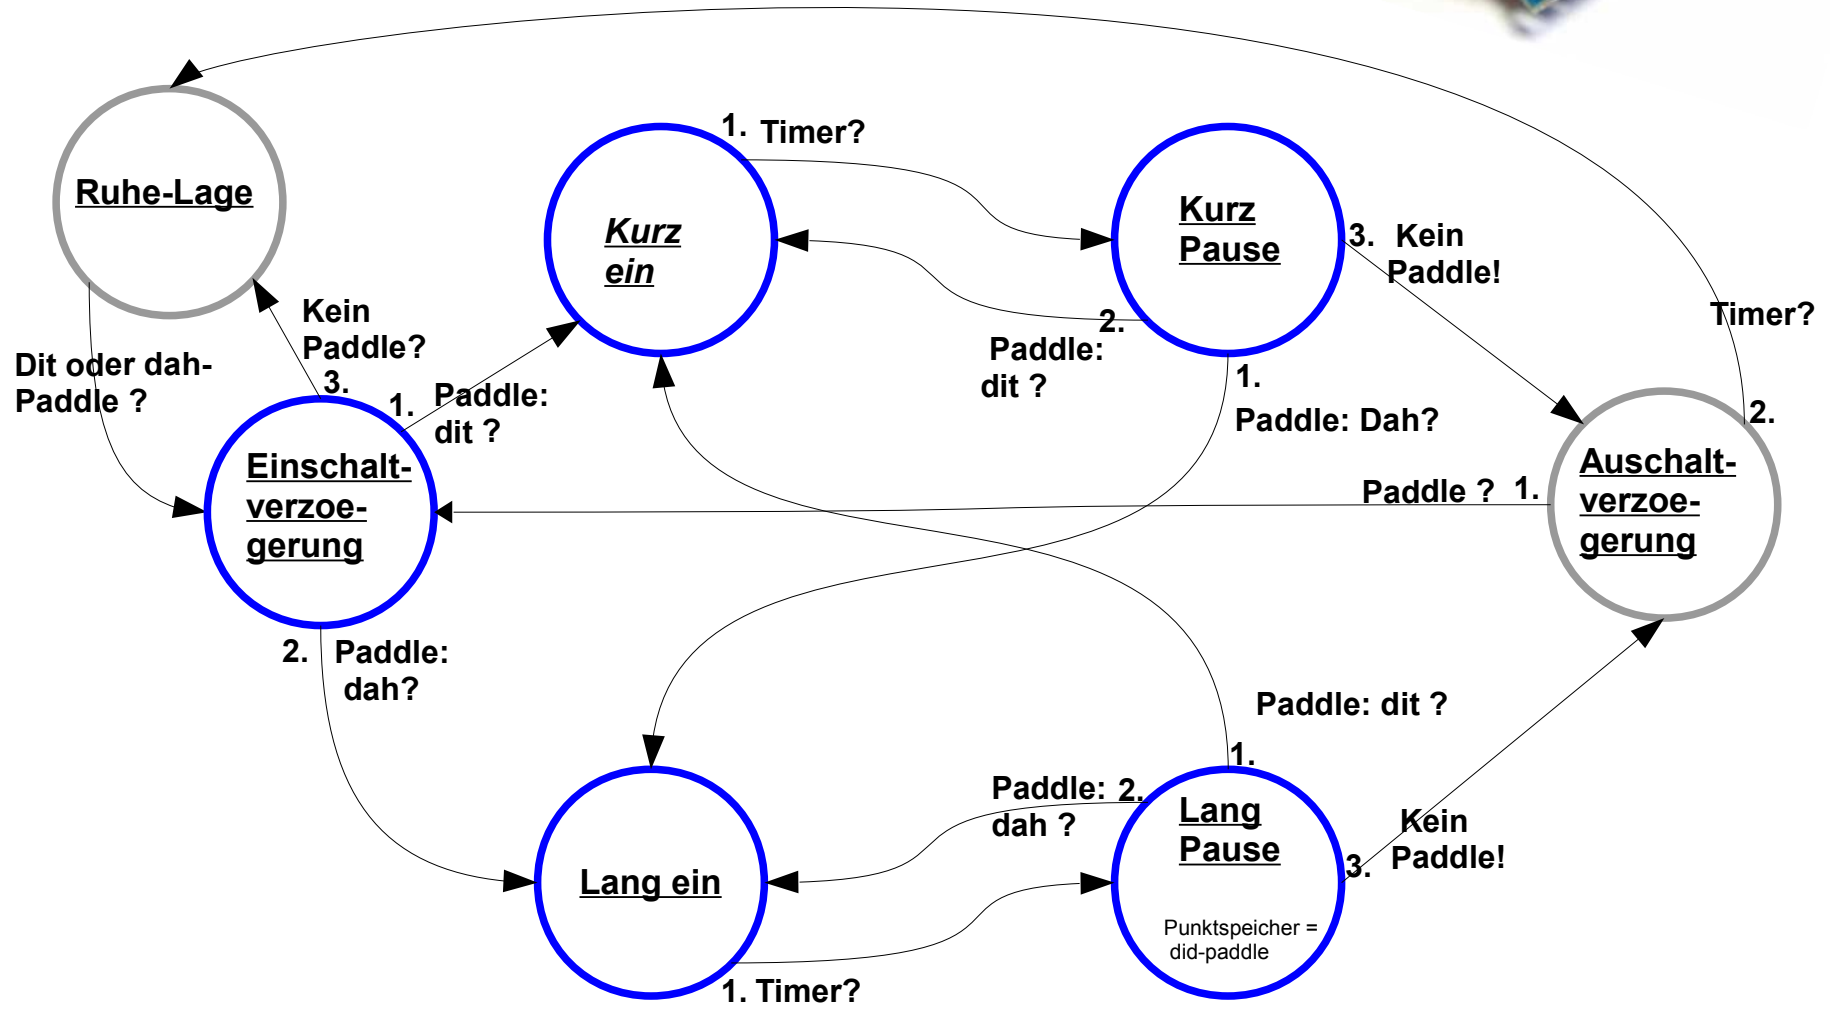 1. Timer?
Ruhe-Lage
Kurz
ein
Kurz
Pause
3. Kein
Paddle!
Timer?
Kein
Paddle?
3.
Dit oder dah-
Paddle ?
1. Paddle:
dit ?
2.
Paddle:
dit ?
1.
Paddle: Dah?
2.
Einschalt-
verzoe-
gerung
Paddle ? 1.
Auschalt-
verzoe-
gerung
2. Paddle:
dah?
Paddle: dit ?
1.
Paddle: 2.
dah ?
Lang
Pause
Kein
Paddle!
3.
Lang ein
Punktspeicher =
did-paddle
1. Timer?